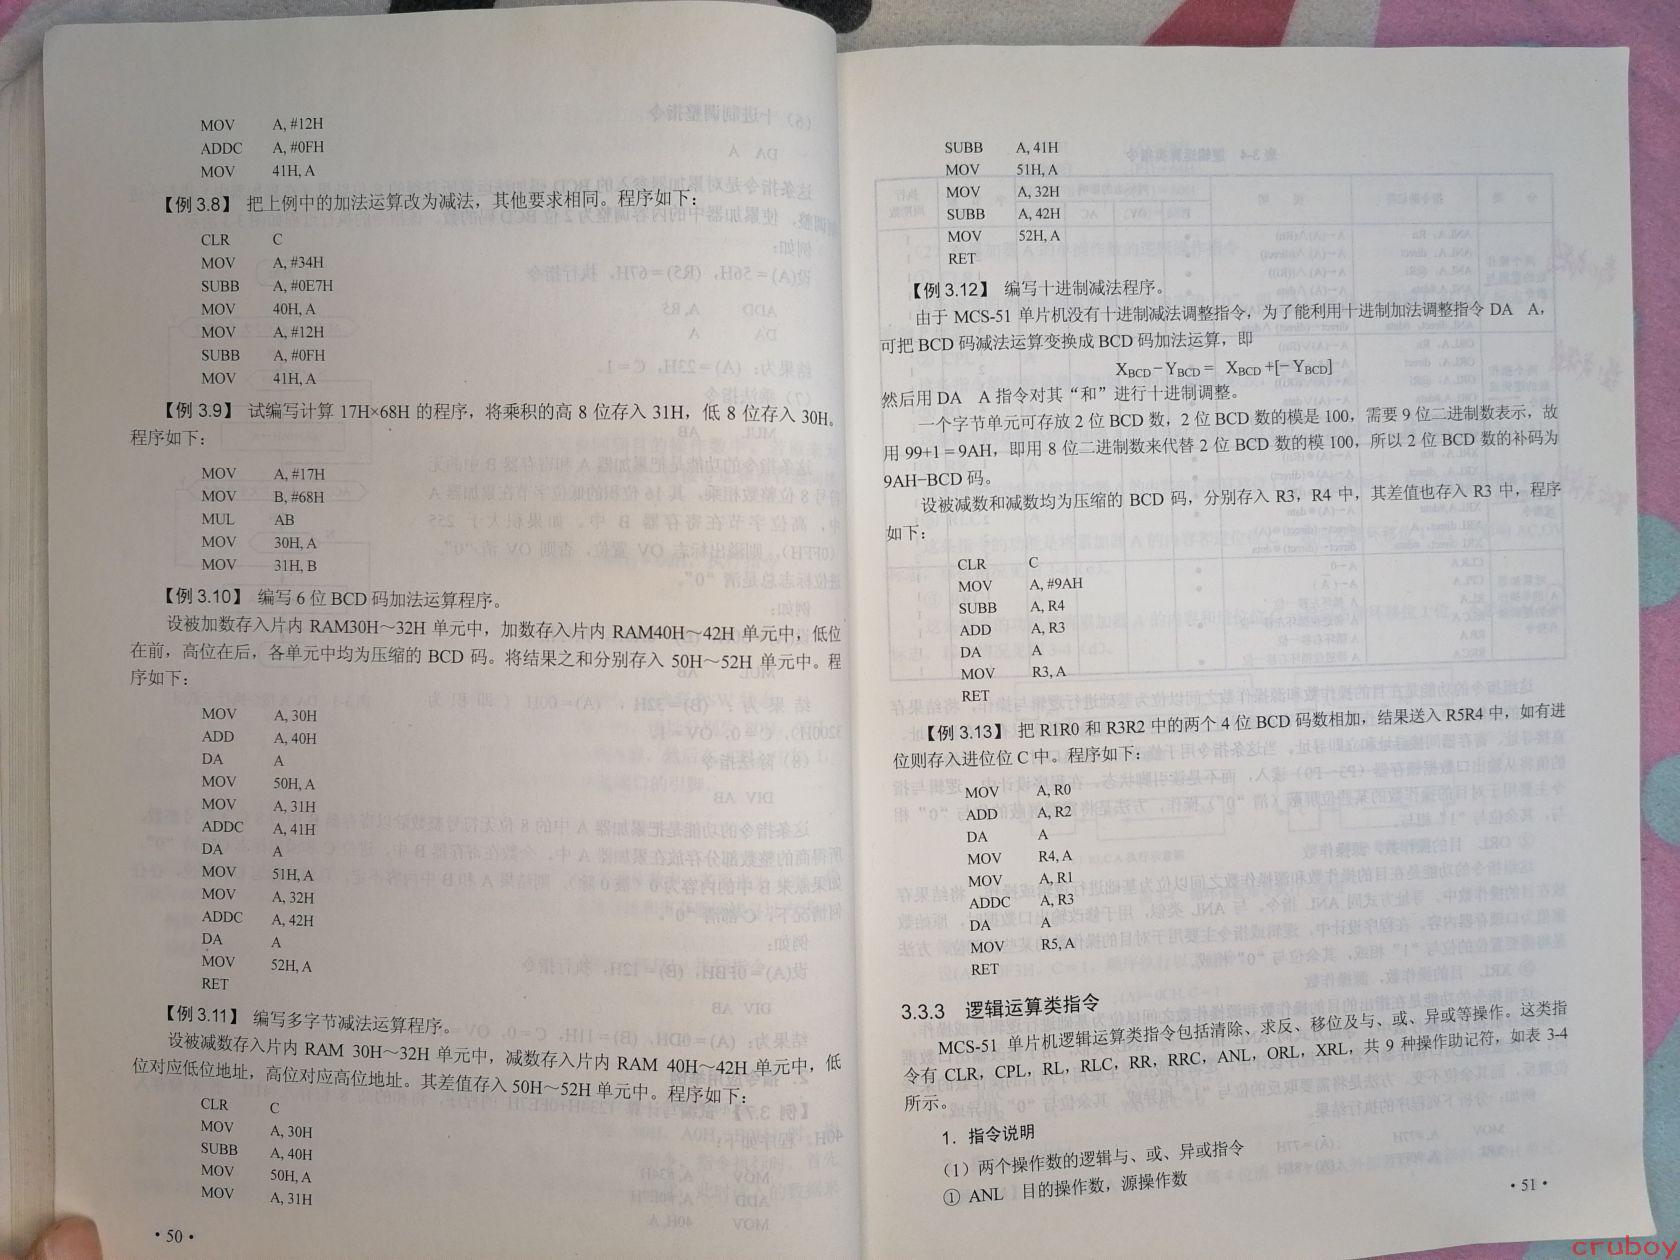 MOV A, #12H
ADDC A, #0FH
MOV 41H, A
【例 3.8】 把上例中的加法运算改为减法，其他要求相同。程序如下：
CLR C
MOV A, #34H
SUBB A, #0E7H
MOV 40H, A
MOV A, #12H
SUBB A, #0FH
MOV 41H, A
【例 3.9】 试编写计算 17H×68H 的程序，将乘积的高 8 位存入 31H，低 8 位存入 30H。
程序如下：
MOV A, #17H
MOV B, #68H
MUL AB
MOV 30H, A
MOV 31H, B
【例 3.10】 编写 6 位 BCD 码加法运算程序。
设被加数存入片内 RAM30H～32H 单元中，加数存入片内 RAM40H～42H 单元中，低位
在前，高位在后，各单元中均为压缩的 BCD 码。将结果之和分别存入 50H～52H 单元中。程
序如下：
MOV A, 30H
ADD A, 40H
DA A
MOV 50H, A
MOV A, 31H
ADDC A, 41H
DA A
MOV 51H, A
MOV A, 32H
ADDC A, 42H
DA A
MOV 52H, A
RET
【例 3.11】 编写多字节减法运算程序。
设被减数存入片内 RAM 30H～32H 单元中，减数存入片内 RAM 40H～42H 单元中，低
位对应低位地址，高位对应高位地址。其差值存入 50H～52H 单元中。程序如下：
CLR C
MOV A, 30H
SUBB A, 40H
MOV 50H, A
MOV A, 31H
·50·
SUBB A, 41H
MOV 51H, A
MOV A, 32H
SUBB A, 42H
MOV 52H, A
RET
【例 3.12】 编写十进制减法程序。
由于 MCS-51 单片机没有十进制减法调整指令，为了能利用十进制加法调整指令 DA A，
可把 BCD 码减法运算变换成 BCD 码加法运算，即
XBCD－YBCD＝ XBCD +[－YBCD]
然后用 DA A 指令对其“和”进行十进制调整。
一个字节单元可存放 2 位 BCD 数，2 位 BCD 数的模是 100，需要 9 位二进制数表示，故
用 99+1 = 9AH，即用 8 位二进制数来代替 2 位 BCD 数的模 100，所以 2 位 BCD 数的补码为
9AH−BCD 码。
设被减数和减数均为压缩的 BCD 码，分别存入 R3，R4 中，其差值也存入 R3 中，程序
如下：
CLR C
MOV A, #9AH
SUBB A, R4
ADD A, R3
DA A
MOV R3, A
RET
【例 3.13】 把 R1R0 和 R3R2 中的两个 4 位 BCD 码数相加，结果送入 R5R4 中，如有进
位则存入进位位 C 中。程序如下：
MOV A, R0
ADD A, R2
DA A
MOV R4, A
MOV A, R1
ADDC A, R3
DA A
MOV R5, A
RET
3.3.3 逻辑运算类指令
MCS-51 单片机逻辑运算类指令包括清除、求反、移位及与、或、异或等操作。这类指
令有 CLR，CPL，RL，RLC，RR，RRC，ANL，ORL，XRL，共 9 种操作助记符，如表 3-4
所示。
1. 指令说明
（1）两个操作数的逻辑与、或、异或指令
① ANL 目的操作数，源操作数
·51·
cruboy